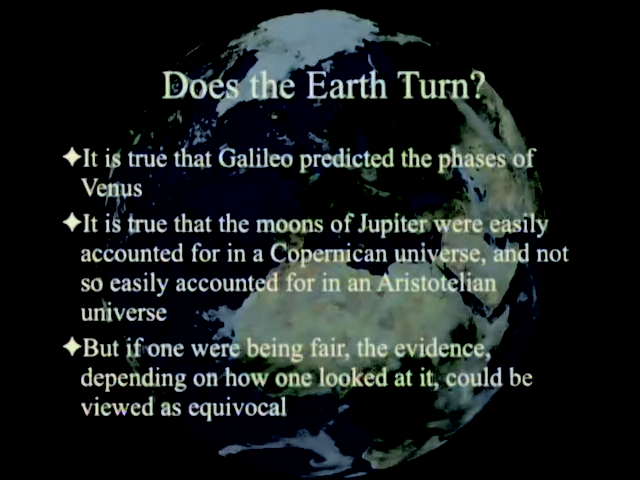 Does the Earth Turn?
✦It is true that Galileo predicted the phases of
Venus
✦It is true that the moons of Jupiter were easily
accounted for in a Copernican universe, and not
so easily accounted for in an Aristotelian
universe
✦But if one were being fair, the evidence,
depending on how one looked at it, could be
viewed as equivocal